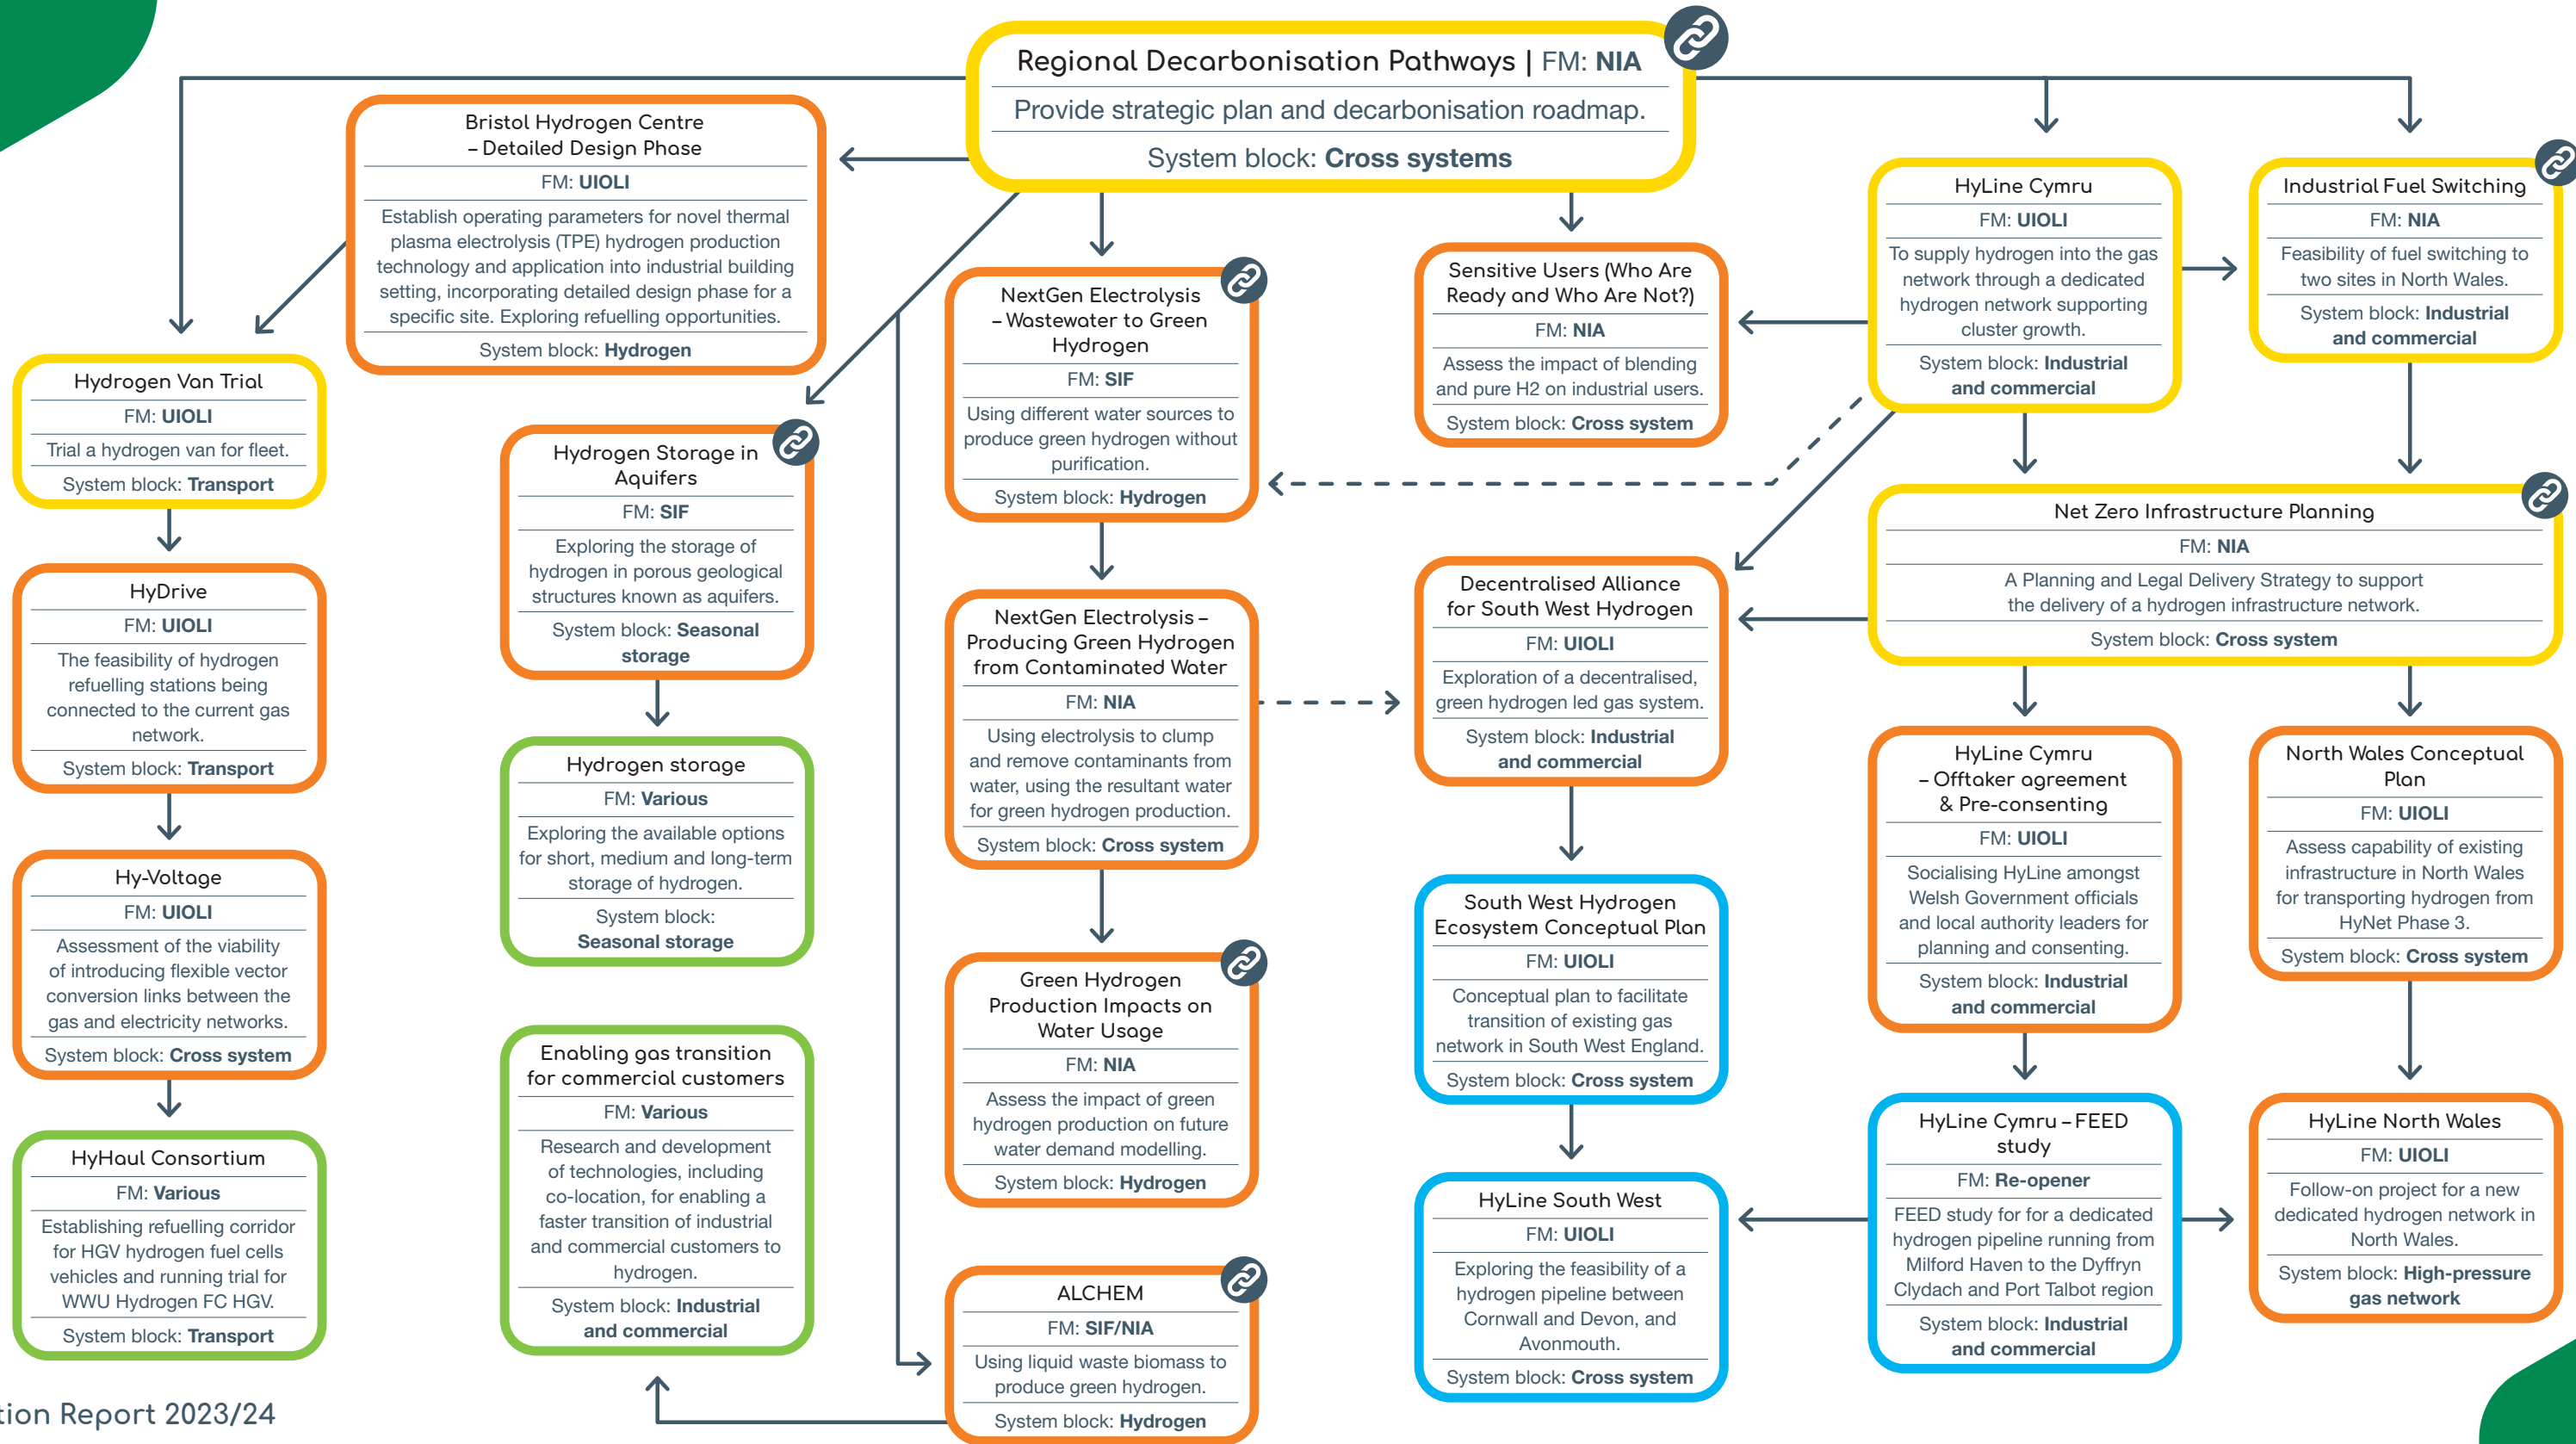 Regional Decarbonisation Pathways | FM: NIA
Provide strategic plan and decarbonisation roadmap.
System block: Cross systems
Bristol Hydrogen Centre
– Detailed Design Phase
FM: UIOLI
Establish operating parameters for novel thermal
plasma electrolysis (TPE) hydrogen production
technology and application into industrial building
setting, incorporating detailed design phase for a
specific site. Exploring refuelling opportunities.
System block: Hydrogen
Hydrogen Van Trial
FM: UIOLI
Trial a hydrogen van for fleet.
System block: Transport
HyDrive
FM: UIOLI
The feasibility of hydrogen
refuelling stations being
connected to the current gas
network.
System block: Transport
Hy-Voltage
FM: UIOLI
Assessment of the viability
of introducing flexible vector
conversion links between the
gas and electricity networks.
System block: Cross system
HyHaul Consortium
FM: Various
Establishing refuelling corridor
for HGV hydrogen fuel cells
vehicles and running trial for
WWU Hydrogen FC HGV.
System block: Transport
Hydrogen Storage in
Aquifers
FM: SIF
Exploring the storage of
hydrogen in porous geological
structures known as aquifers.
System block: Seasonal
storage
Hydrogen storage
FM: Various
Exploring the available options
for short, medium and long-term
storage of hydrogen.
System block:
Seasonal storage
Enabling gas transition
for commercial customers
FM: Various
Research and development
of technologies, including
co-location, for enabling a
faster transition of industrial
and commercial customers to
hydrogen.
System block: Industrial
and commercial
NextGen Electrolysis
– Wastewater to Green
Hydrogen
FM: SIF
Using different water sources to
produce green hydrogen without
purification.
System block: Hydrogen
NextGen Electrolysis –
Producing Green Hydrogen
from Contaminated Water
FM: NIA
Using electrolysis to clump
and remove contaminants from
water, using the resultant water
for green hydrogen production.
System block: Cross system
Green Hydrogen
Production Impacts on
Water Usage
FM: NIA
Assess the impact of green
hydrogen production on future
water demand modelling.
System block: Hydrogen
ALCHEM
FM: SIF/NIA
Using liquid waste biomass to
produce green hydrogen.
System block: Hydrogen
Sensitive Users (Who Are
Ready and Who Are Not?)
FM: NIA
Assess the impact of blending
and pure H2 on industrial users.
System block: Cross system
Decentralised Alliance
for South West Hydrogen
FM: UIOLI
Exploration of a decentralised,
green hydrogen led gas system.
System block: Industrial
and commercial
South West Hydrogen
Ecosystem Conceptual Plan
FM: UIOLI
Conceptual plan to facilitate
transition of existing gas
network in South West England.
System block: Cross system
HyLine South West
FM: UIOLI
Exploring the feasibility of a
hydrogen pipeline between
Cornwall and Devon, and
Avonmouth.
System block: Cross system
HyLine Cymru
FM: UIOLI
To supply hydrogen into the gas
network through a dedicated
hydrogen network supporting
cluster growth.
System block: Industrial
and commercial
Industrial Fuel Switching
FM: NIA
Feasibility of fuel switching to
two sites in North Wales.
System block: Industrial
and commercial
Net Zero Infrastructure Planning
FM: NIA
A Planning and Legal Delivery Strategy to support
the delivery of a hydrogen infrastructure network.
System block: Cross system
HyLine Cymru
– Offtaker agreement
& Pre-consenting
FM: UIOLI
Socialising HyLine amongst
Welsh Government officials
and local authority leaders for
planning and consenting.
System block: Industrial
and commercial
North Wales Conceptual
Plan
FM: UIOLI
Assess capability of existing
infrastructure in North Wales
for transporting hydrogen from
HyNet Phase 3.
System block: Cross system
HyLine Cymru – FEED
study
FM: Re-opener
FEED study for for a dedicated
hydrogen pipeline running from
Milford Haven to the Dyffryn
Clydach and Port Talbot region
System block: Industrial
and commercial
HyLine North Wales
FM: UIOLI
Follow-on project for a new
dedicated hydrogen network in
North Wales.
System block: High-pressure
gas network
tion Report 2023/24